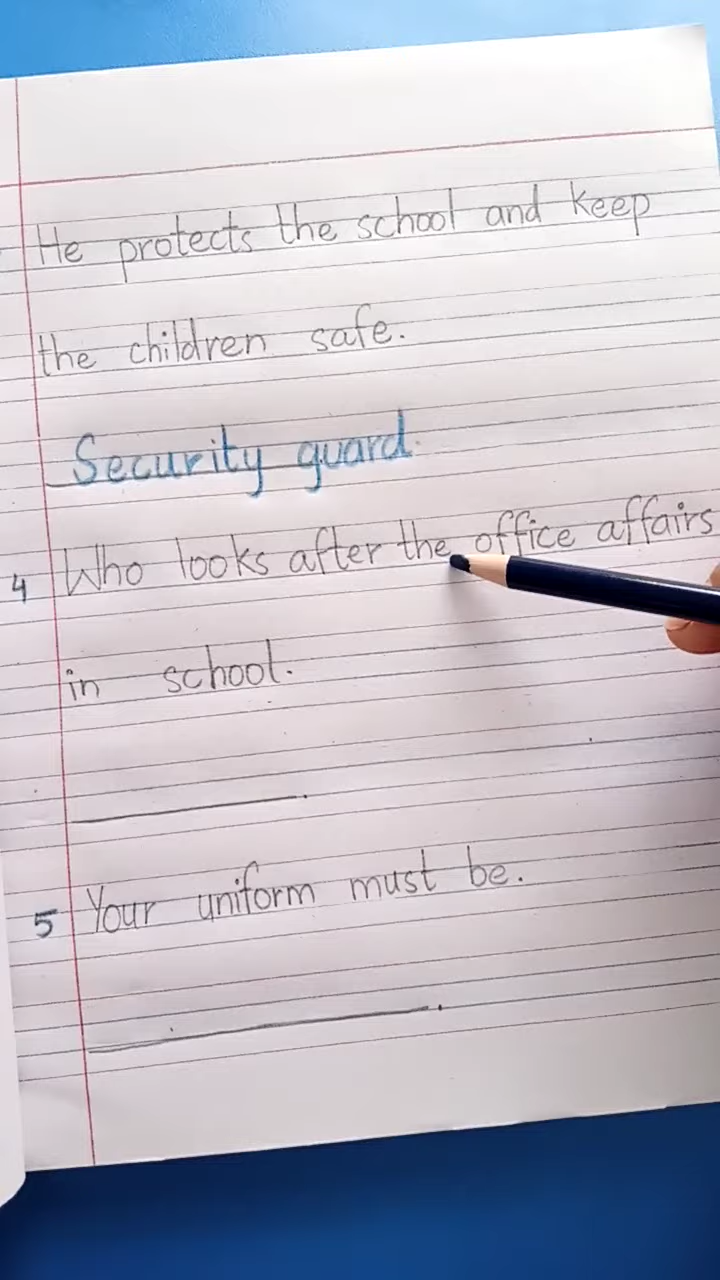 He protects the school and keep
the children safe.
Security guard.
4 Who looks after the office affairs
in school.
5 Your uniform must be.